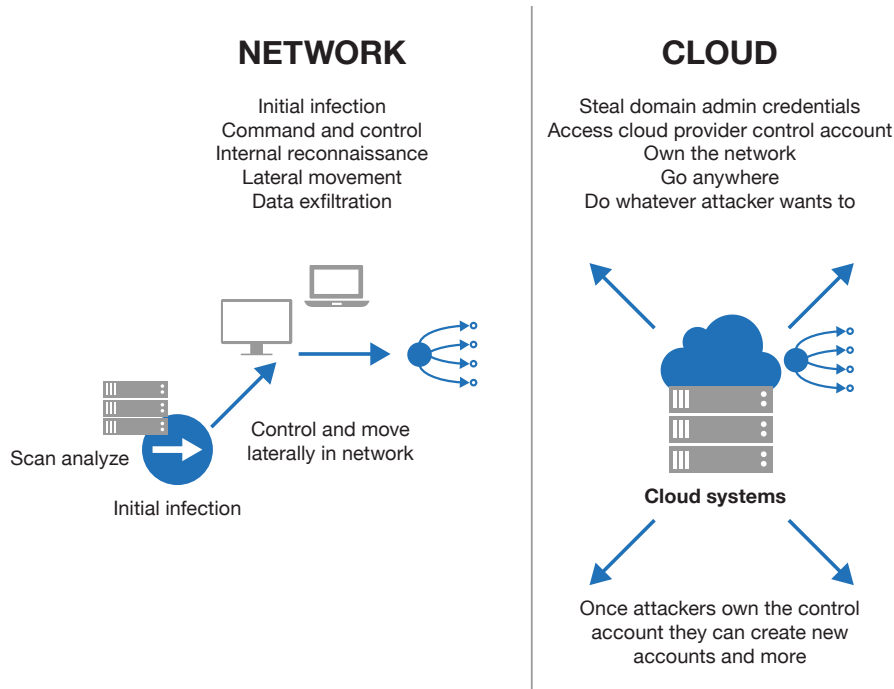 NETWORK
Initial infection
Command and control
Internal reconnaissance
Lateral movement
Data exfiltration
Scan analyze
Initial infection
Control and move
laterally in network
CLOUD
Steal domain admin credentials
Access cloud provider control account
Own the network
Go anywhere
Do whatever attacker wants to
Cloud systems
Once attackers own the control
account they can create new
accounts and more